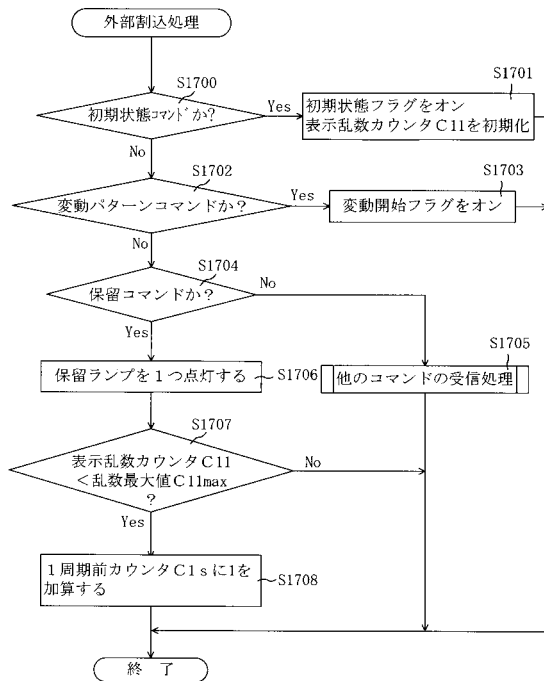 外部割込処理
S1700
初期状態コマンドか?
Yes
No
S1701
初期状態フラグをオン
表示乱数カウンタC11を初期化
S1702
変動パターンコマンドか?
Yes
No
S1703
変動開始フラグをオン
S1704
保留コマンドか?
No
Yes
S1705
他のコマンドの受信処理
保留ランプを1つ点灯する
S1706
S1707
表示乱数カウンタC11
<乱数最大値C11max
?
No
Yes
1周期前カウンタC1sに1を
加算する
S1708
終 了